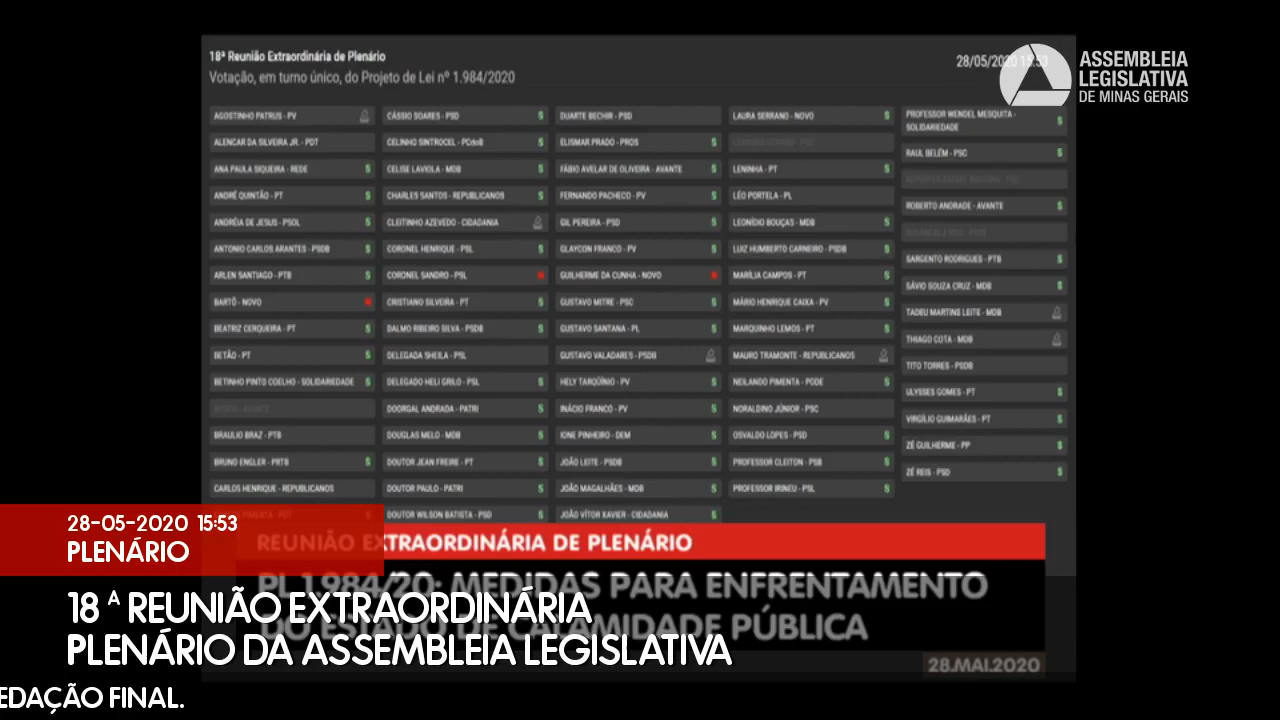 18ª Reunião Extraordinária de Plenário
Votação, em turno único, do Projeto de Lei nº 1.984/2020
28/05/2020 15:53
ASSEMBLEIA
LEGISLATIVA
DE MINAS GERAIS
AGOSTINHO PATRUS - PV
ALENCAR DA SILVEIRA JR. - PDT
ANA PAULA SIQUEIRA - REDE S
ANDRÉ QUINTÃO - PT S
ANDRÉIA DE JESUS - PSOL S
ANTONIO CARLOS ARANTES - PSDB S
ARLEN SANTIAGO - PTB S
BARTÔ - NOVO
BEATRIZ CERQUEIRA - PT S
BETÃO - PT S
BETINHO PINTO COELHO - SOLIDARIEDADE S
BRAULIO BRAZ - PTB
BRUNO ENGLER - PRTB S
CARLOS HENRIQUE - REPUBLICANOS
CÁSSIO SOARES - PSD S
CELINHO SINTROCEL - PCdoB S
CELISE LAVIOLA - MDB S
CHARLES SANTOS - REPUBLICANOS S
CLEITINHO AZEVEDO - CIDADANIA
CORONEL HENRIQUE - PSL S
CORONEL SANDRO - PSL
CRISTIANO SILVEIRA - PT S
DALMO RIBEIRO SILVA - PSDB S
DELEGADA SHEILA - PSL
DELEGADO HELI GRILO - PSL S
DOORGAL ANDRADA - PATRI S
DOUGLAS MELO - MDB S
DOUTOR JEAN FREIRE - PT S
DOUTOR PAULO - PATRI S
DOUTOR WILSON BATISTA - PSD S
DUARTE BECHIR - PSD
ELISMAR PRADO - PROS S
FÁBIO AVELAR DE OLIVEIRA - AVANTE S
FERNANDO PACHECO - PV S
GIL PEREIRA - PSD S
GLAYCON FRANCO - PV S
GUILHERME DA CUNHA - NOVO
GUSTAVO MITRE - PSC S
GUSTAVO SANTANA - PL S
GUSTAVO VALADARES - PSDB
HELY TARQÜÍNIO - PV S
INÁCIO FRANCO - PV S
IONE PINHEIRO - DEM S
JOÃO LEITE - PSDB S
JOÃO MAGALHÃES - MDB S
JOÃO VÍTOR XAVIER - CIDADANIA S
LAURA SERRANO - NOVO S
LENINHA - PT S
LÉO PORTELA - PL
LEONÍDIO BOUÇAS - MDB S
LUIZ HUMBERTO CARNEIRO - PSDB S
MARÍLIA CAMPOS - PT S
MÁRIO HENRIQUE CAIXA - PV S
MARQUINHO LEMOS - PT S
MAURO TRAMONTE - REPUBLICANOS
NEILANDO PIMENTA - PODE S
NORALDINO JÚNIOR - PSC
OSVALDO LOPES - PSD S
PROFESSOR CLEITON - PSB S
PROFESSOR IRINEU - PSL S
PROFESSOR WENDEL MESQUITA -
SOLIDARIEDADE S
RAUL BELÉM - PSC S
ROBERTO ANDRADE - AVANTE S
SARGENTO RODRIGUES - PTB S
SÁVIO SOUZA CRUZ - MDB S
TADEU MARTINS LEITE - MDB
THIAGO COTA - MDB
TITO TORRES - PSDB
ULYSSES GOMES - PT S
VIRGÍLIO GUIMARÃES - PT S
ZÉ GUILHERME - PP S
ZÉ REIS - PSD S
28-05-2020 15:53
PLENÁRIO
REUNIÃO EXTRAORDINÁRIA DE PLENÁRIO
PL 1.984/20: MEDIDAS PARA ENFRENTAMENTO
DO ESTADO DE CALAMIDADE PÚBLICA
28.MAI.2020
18 ª REUNIÃO EXTRAORDINÁRIA
PLENÁRIO DA ASSEMBLEIA LEGISLATIVA
EDAÇÃO FINAL.